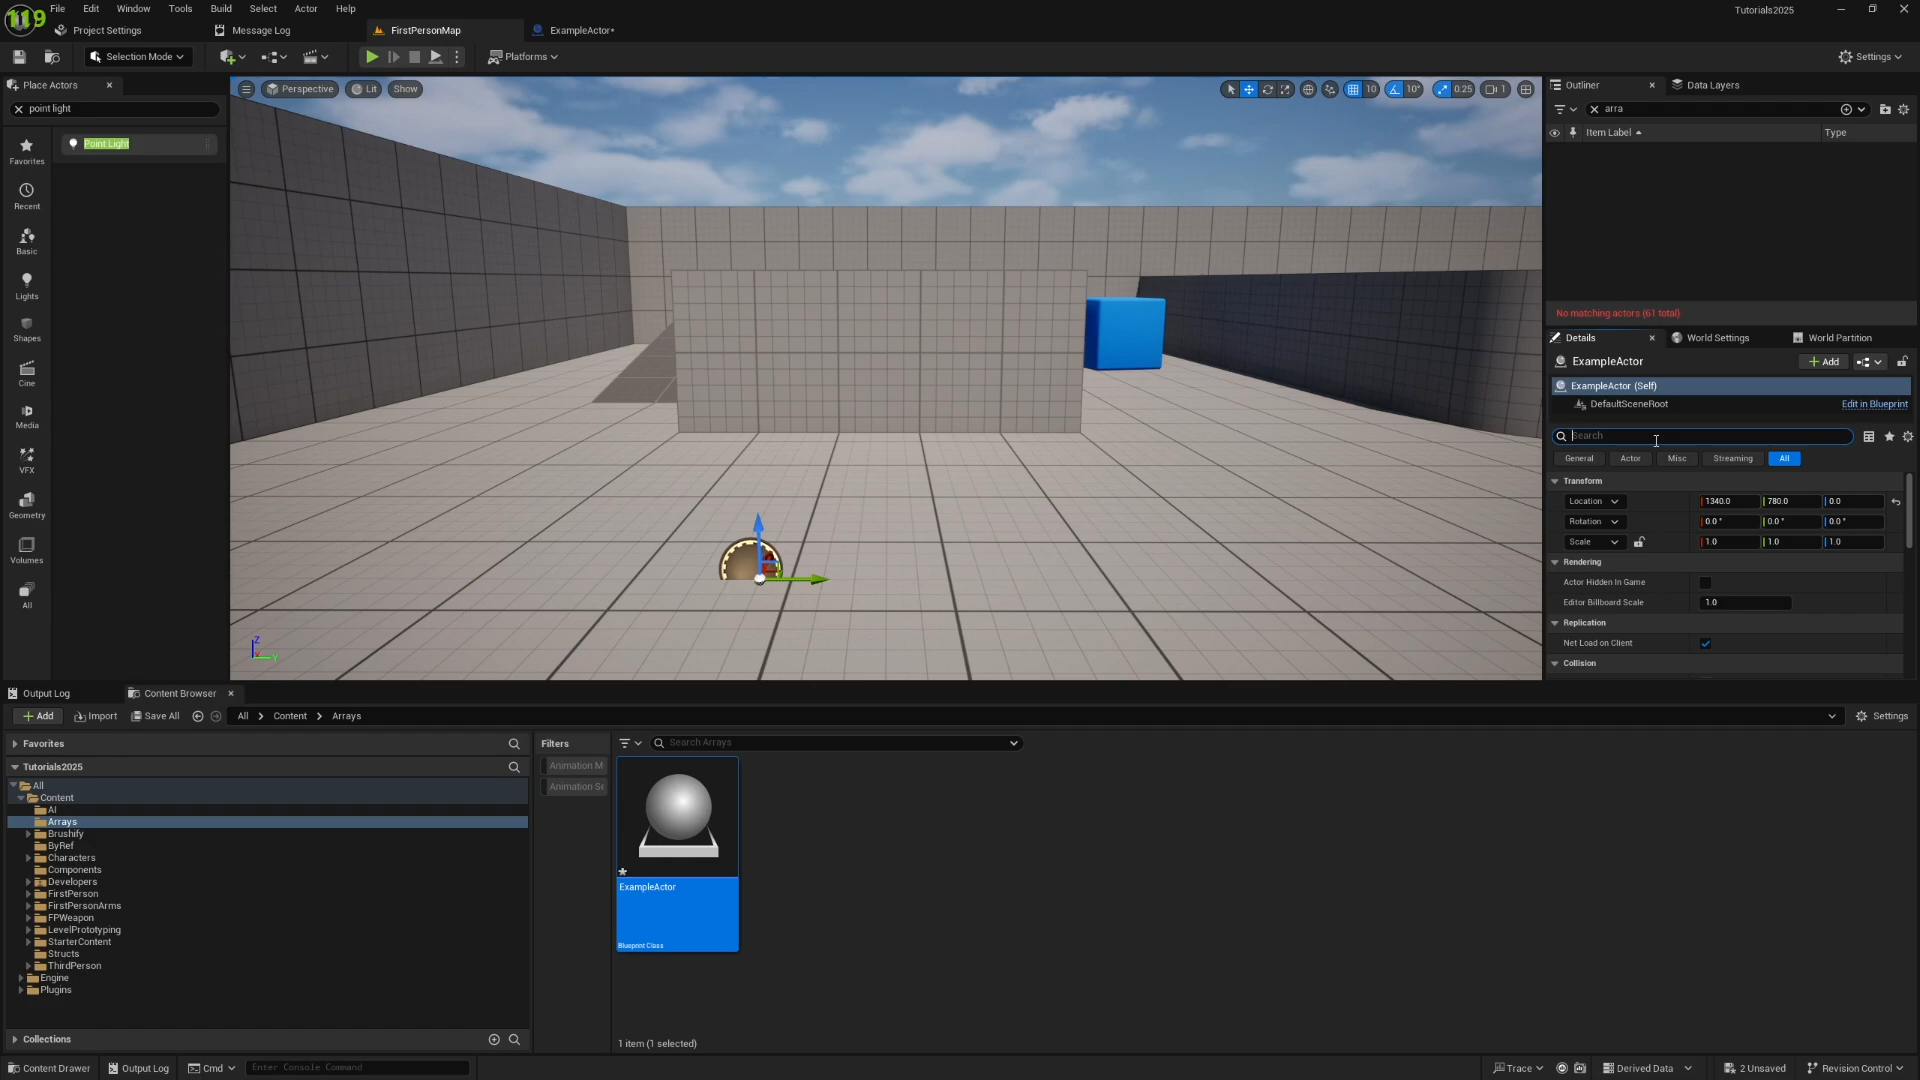 119
File Edit Window Tools Build Select Actor Help
Tutorials2025
Project Settings
Message Log
FirstPersonMap
ExampleActor*
Selection Mode
Platforms
Settings
Place Actors
point light
Point Light
Favorites
Recent
Basic
Lights
Shapes
Cine
Media
VFX
Geometry
Volumes
All
Perspective
Lit
Show
10
10°
0.25
1
Z
Y
Outliner
Data Layers
arra
Item Label
Type
No matching actors (61 total)
Details
World Settings
World Partition
ExampleActor
Add
ExampleActor (Self)
DefaultSceneRoot
Edit in Blueprint
Search
General Actor Misc Streaming All
Transform
Location 1340.0 780.0 0.0
Rotation 0.0° 0.0° 0.0°
Scale 1.0 1.0 1.0
Rendering
Actor Hidden In Game
Editor Billboard Scale 1.0
Replication
Net Load on Client
Collision
Output Log
Content Browser
Add Import Save All All Content Arrays
Settings
Favorites
Tutorials2025
All
Content
AI
Arrays
Brushify
ByRef
Characters
Components
Developers
FirstPerson
FirstPersonArms
FPWeapon
LevelPrototyping
StarterContent
Structs
ThirdPerson
Engine
Plugins
Collections
Filters
Animation M
Animation Se
Search Arrays
ExampleActor
Blueprint Class
1 item (1 selected)
Content Drawer
Output Log
Cmd
Enter Console Command
Trace
Derived Data
2 Unsaved
Revision Control